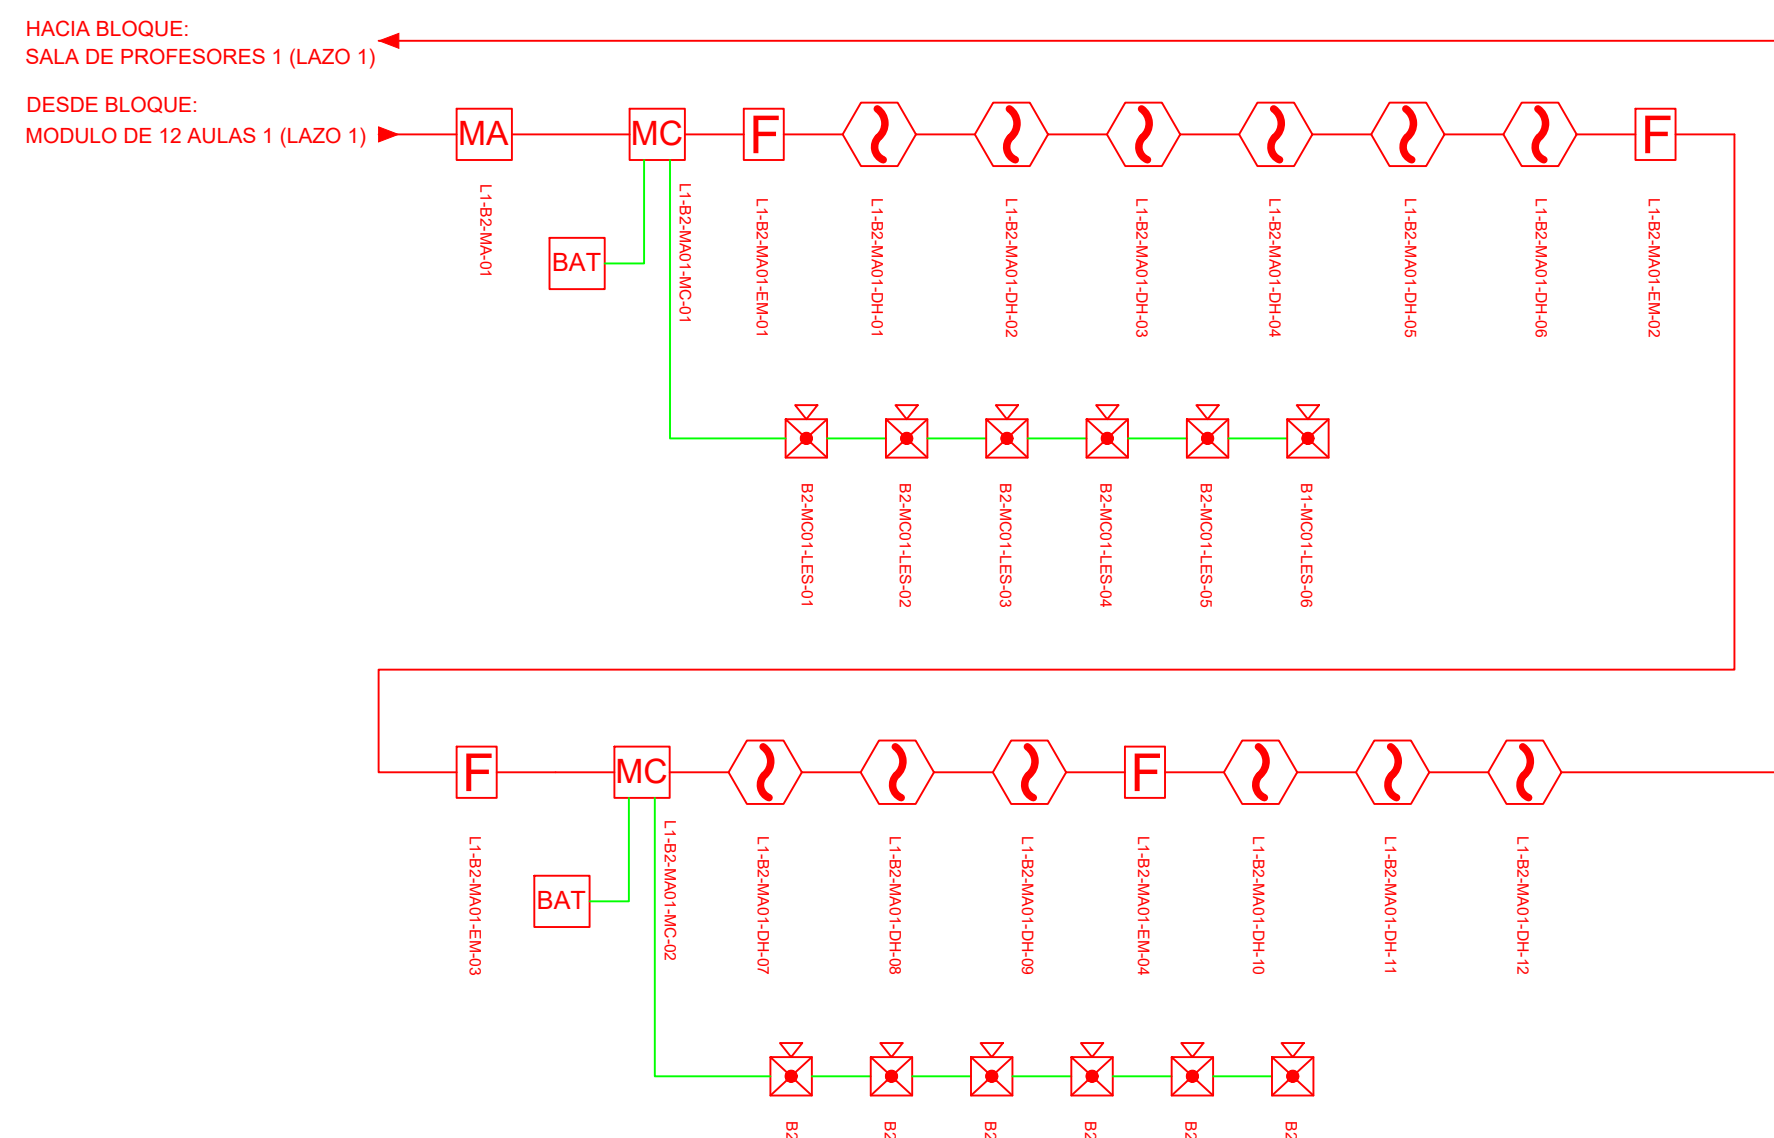 HACIA BLOQUE:
SALA DE PROFESORES 1 (LAZO 1)
DESDE BLOQUE:
MODULO DE 12 AULAS 1 (LAZO 1)
MA
MC
F
F
L1-B2-MA-01
L1-B2-MA01-MC-01
L1-B2-MA01-EM-01
L1-B2-MA01-DH-01
L1-B2-MA01-DH-02
L1-B2-MA01-DH-03
L1-B2-MA01-DH-04
L1-B2-MA01-DH-05
L1-B2-MA01-DH-06
L1-B2-MA01-EM-02
BAT
B2-MC01-LES-01
B2-MC01-LES-02
B2-MC01-LES-03
B2-MC01-LES-04
B2-MC01-LES-05
B1-MC01-LES-06
F
MC
F
L1-B2-MA01-EM-03
L1-B2-MA01-MC-02
L1-B2-MA01-DH-07
L1-B2-MA01-DH-08
L1-B2-MA01-DH-09
L1-B2-MA01-EM-04
L1-B2-MA01-DH-10
L1-B2-MA01-DH-11
L1-B2-MA01-DH-12
BAT
B2
B2
B2
B2
B2
B2